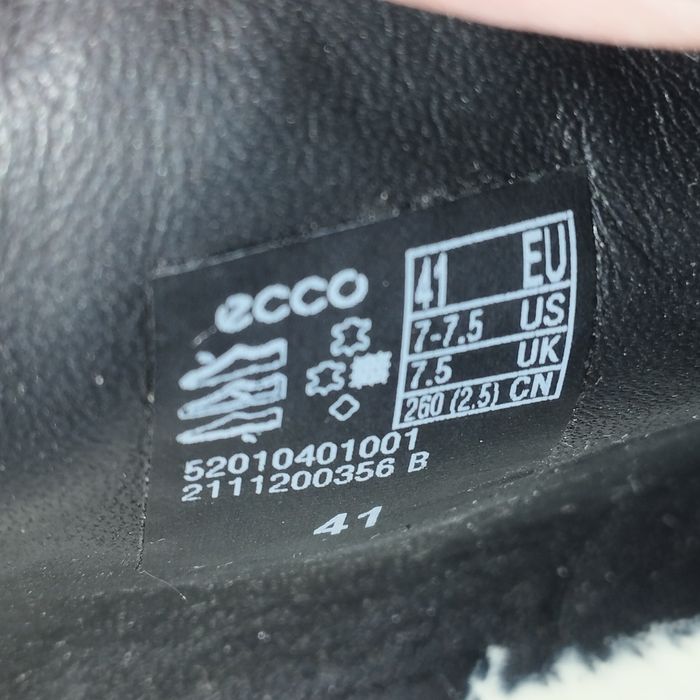 ecco
41 EU
7-7.5 US
7.5 UK
260 (2.5) CN
52010401001
2111200356 B
41